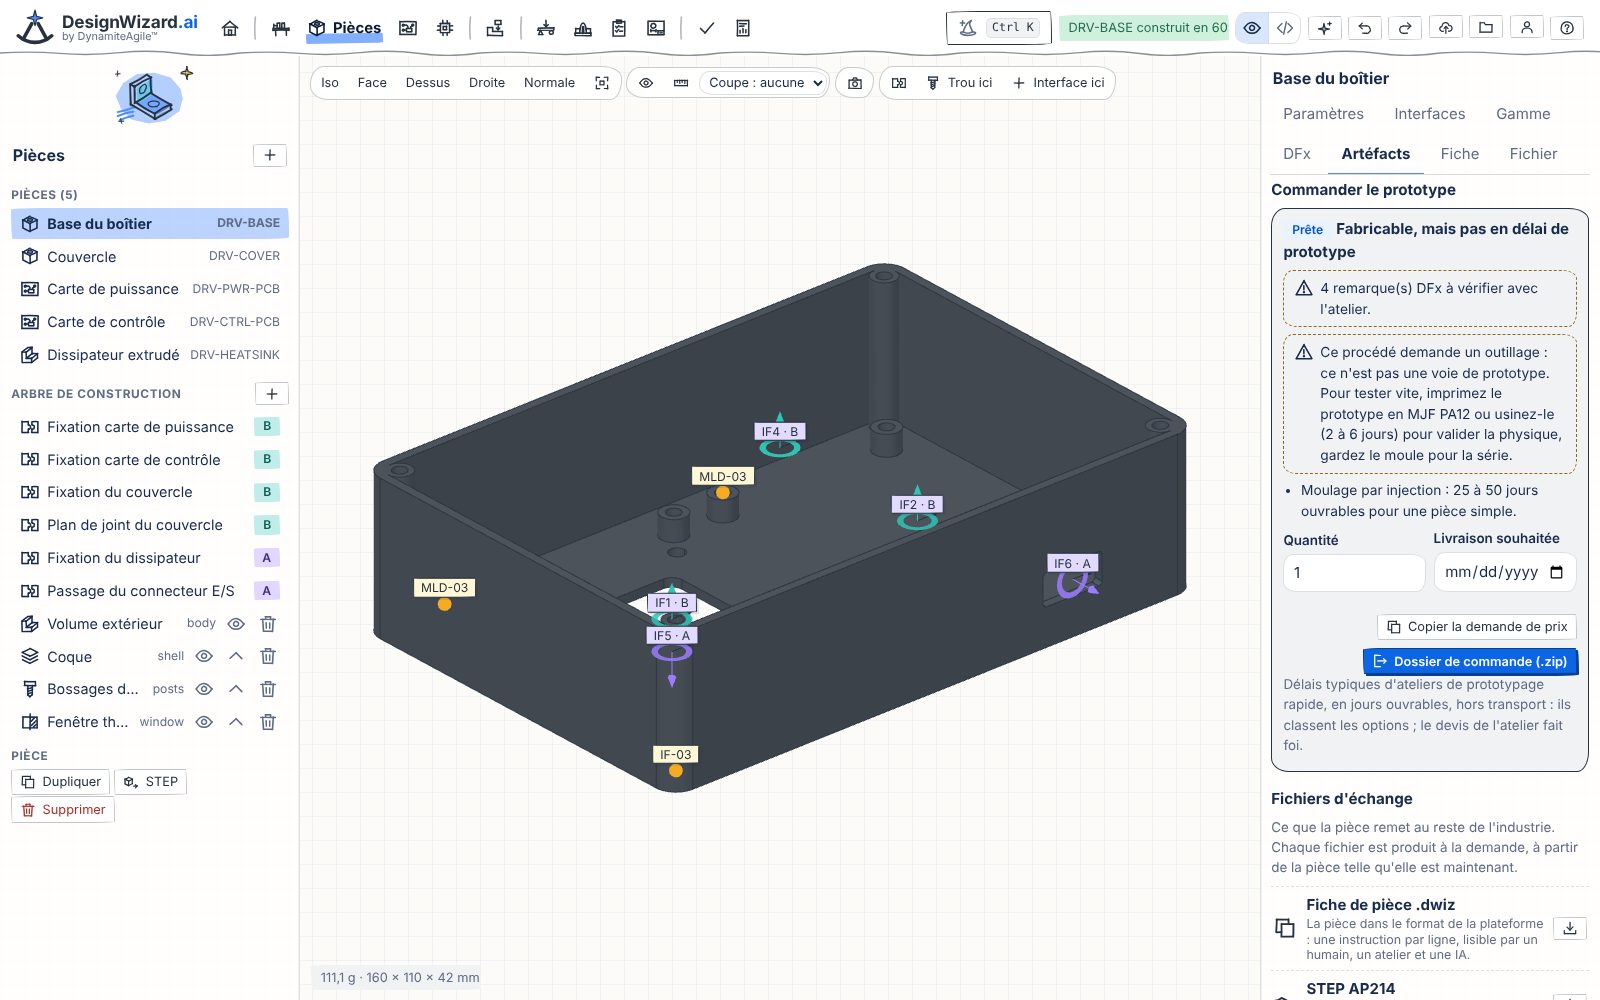 DesignWizard.ai
by DynamiteAgile™
Pièces
Ctrl K
DRV-BASE construit en 60
Iso
Face
Dessus
Droite
Normale
Coupe : aucune
Trou ici
Interface ici
Pièces
PIÈCES (5)
Base du boîtier DRV-BASE
Couvercle DRV-COVER
Carte de puissance DRV-PWR-PCB
Carte de contrôle DRV-CTRL-PCB
Dissipateur extrudé DRV-HEATSINK
ARBRE DE CONSTRUCTION
Fixation carte de puissance B
Fixation carte de contrôle B
Fixation du couvercle B
Plan de joint du couvercle B
Fixation du dissipateur A
Passage du connecteur E/S A
Volume extérieur body
Coque shell
Bossages d... posts
Fenêtre th... window
PIÈCE
Dupliquer
STEP
Supprimer
IF4 · B
MLD-03
IF2 · B
IF6 · A
MLD-03
IF1 · B
IF5 · A
IF-03
111,1 g · 160 × 110 × 42 mm
Base du boîtier
Paramètres
Interfaces
Gamme
DFx
Artéfacts
Fiche
Fichier
Commander le prototype
Prête Fabricable, mais pas en délai de
prototype
4 remarque(s) DFx à vérifier avec
l'atelier.
Ce procédé demande un outillage :
ce n'est pas une voie de prototype.
Pour tester vite, imprimez le
prototype en MJF PA12 ou usinez-le
(2 à 6 jours) pour valider la physique,
gardez le moule pour la série.
• Moulage par injection : 25 à 50 jours
ouvrables pour une pièce simple.
Quantité
Livraison souhaitée
1
mm/dd/yyyy
Copier la demande de prix
Dossier de commande (.zip)
Délais typiques d'ateliers de prototypage
rapide, en jours ouvrables, hors transport : ils
classent les options ; le devis de l'atelier fait
foi.
Fichiers d'échange
Ce que la pièce remet au reste de l'industrie.
Chaque fichier est produit à la demande, à partir
de la pièce telle qu'elle est maintenant.
Fiche de pièce .dwiz
La pièce dans le format de la plateforme
: une instruction par ligne, lisible par un
humain, un atelier et une IA.
STEP AP214